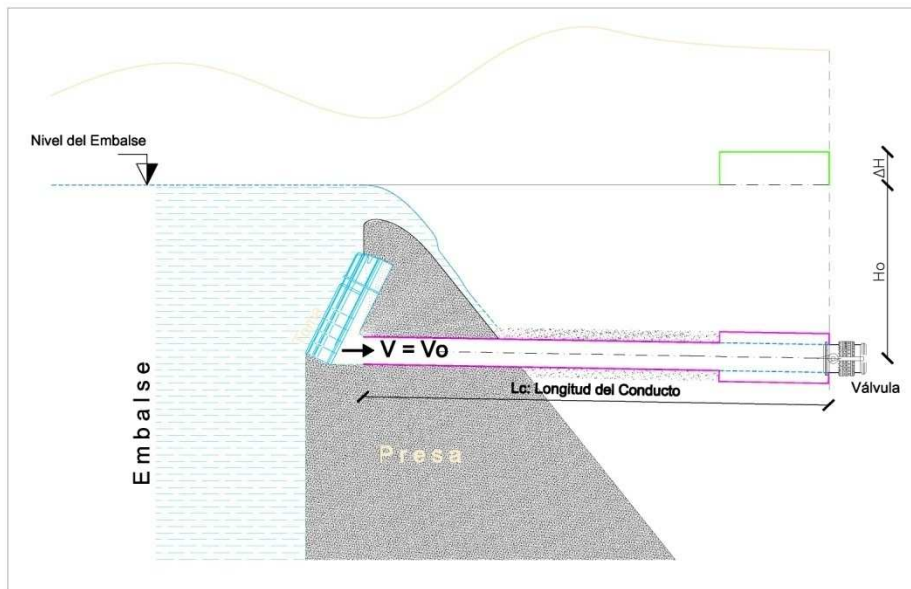 Nivel del Embalse
ΔH
Ho
V = Vo
Lc: Longitud del Conducto
Válvula
Embalse
Presa